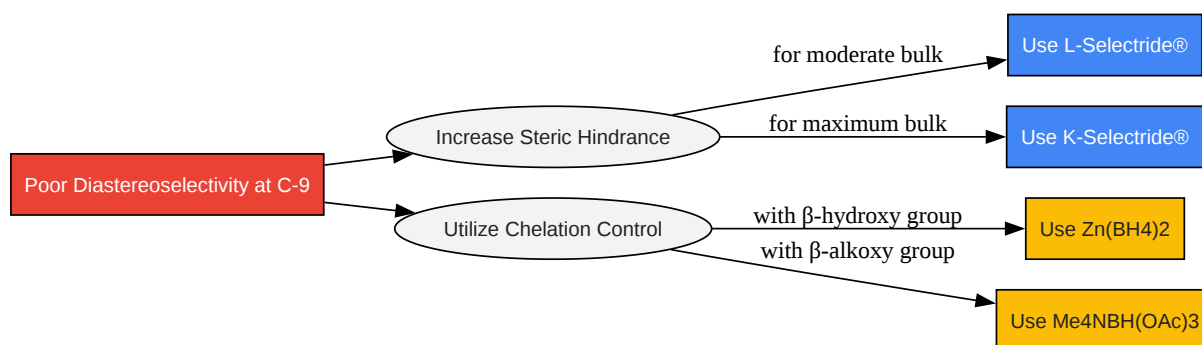 Poor Diastereoselectivity at C-9
Increase Steric Hindrance
Utilize Chelation Control
for moderate bulk
for maximum bulk
with β-hydroxy group
with β-alkoxy group
Use L-Selectride®
Use K-Selectride®
Use Zn(BH4)2
Use Me4NBH(OAc)3